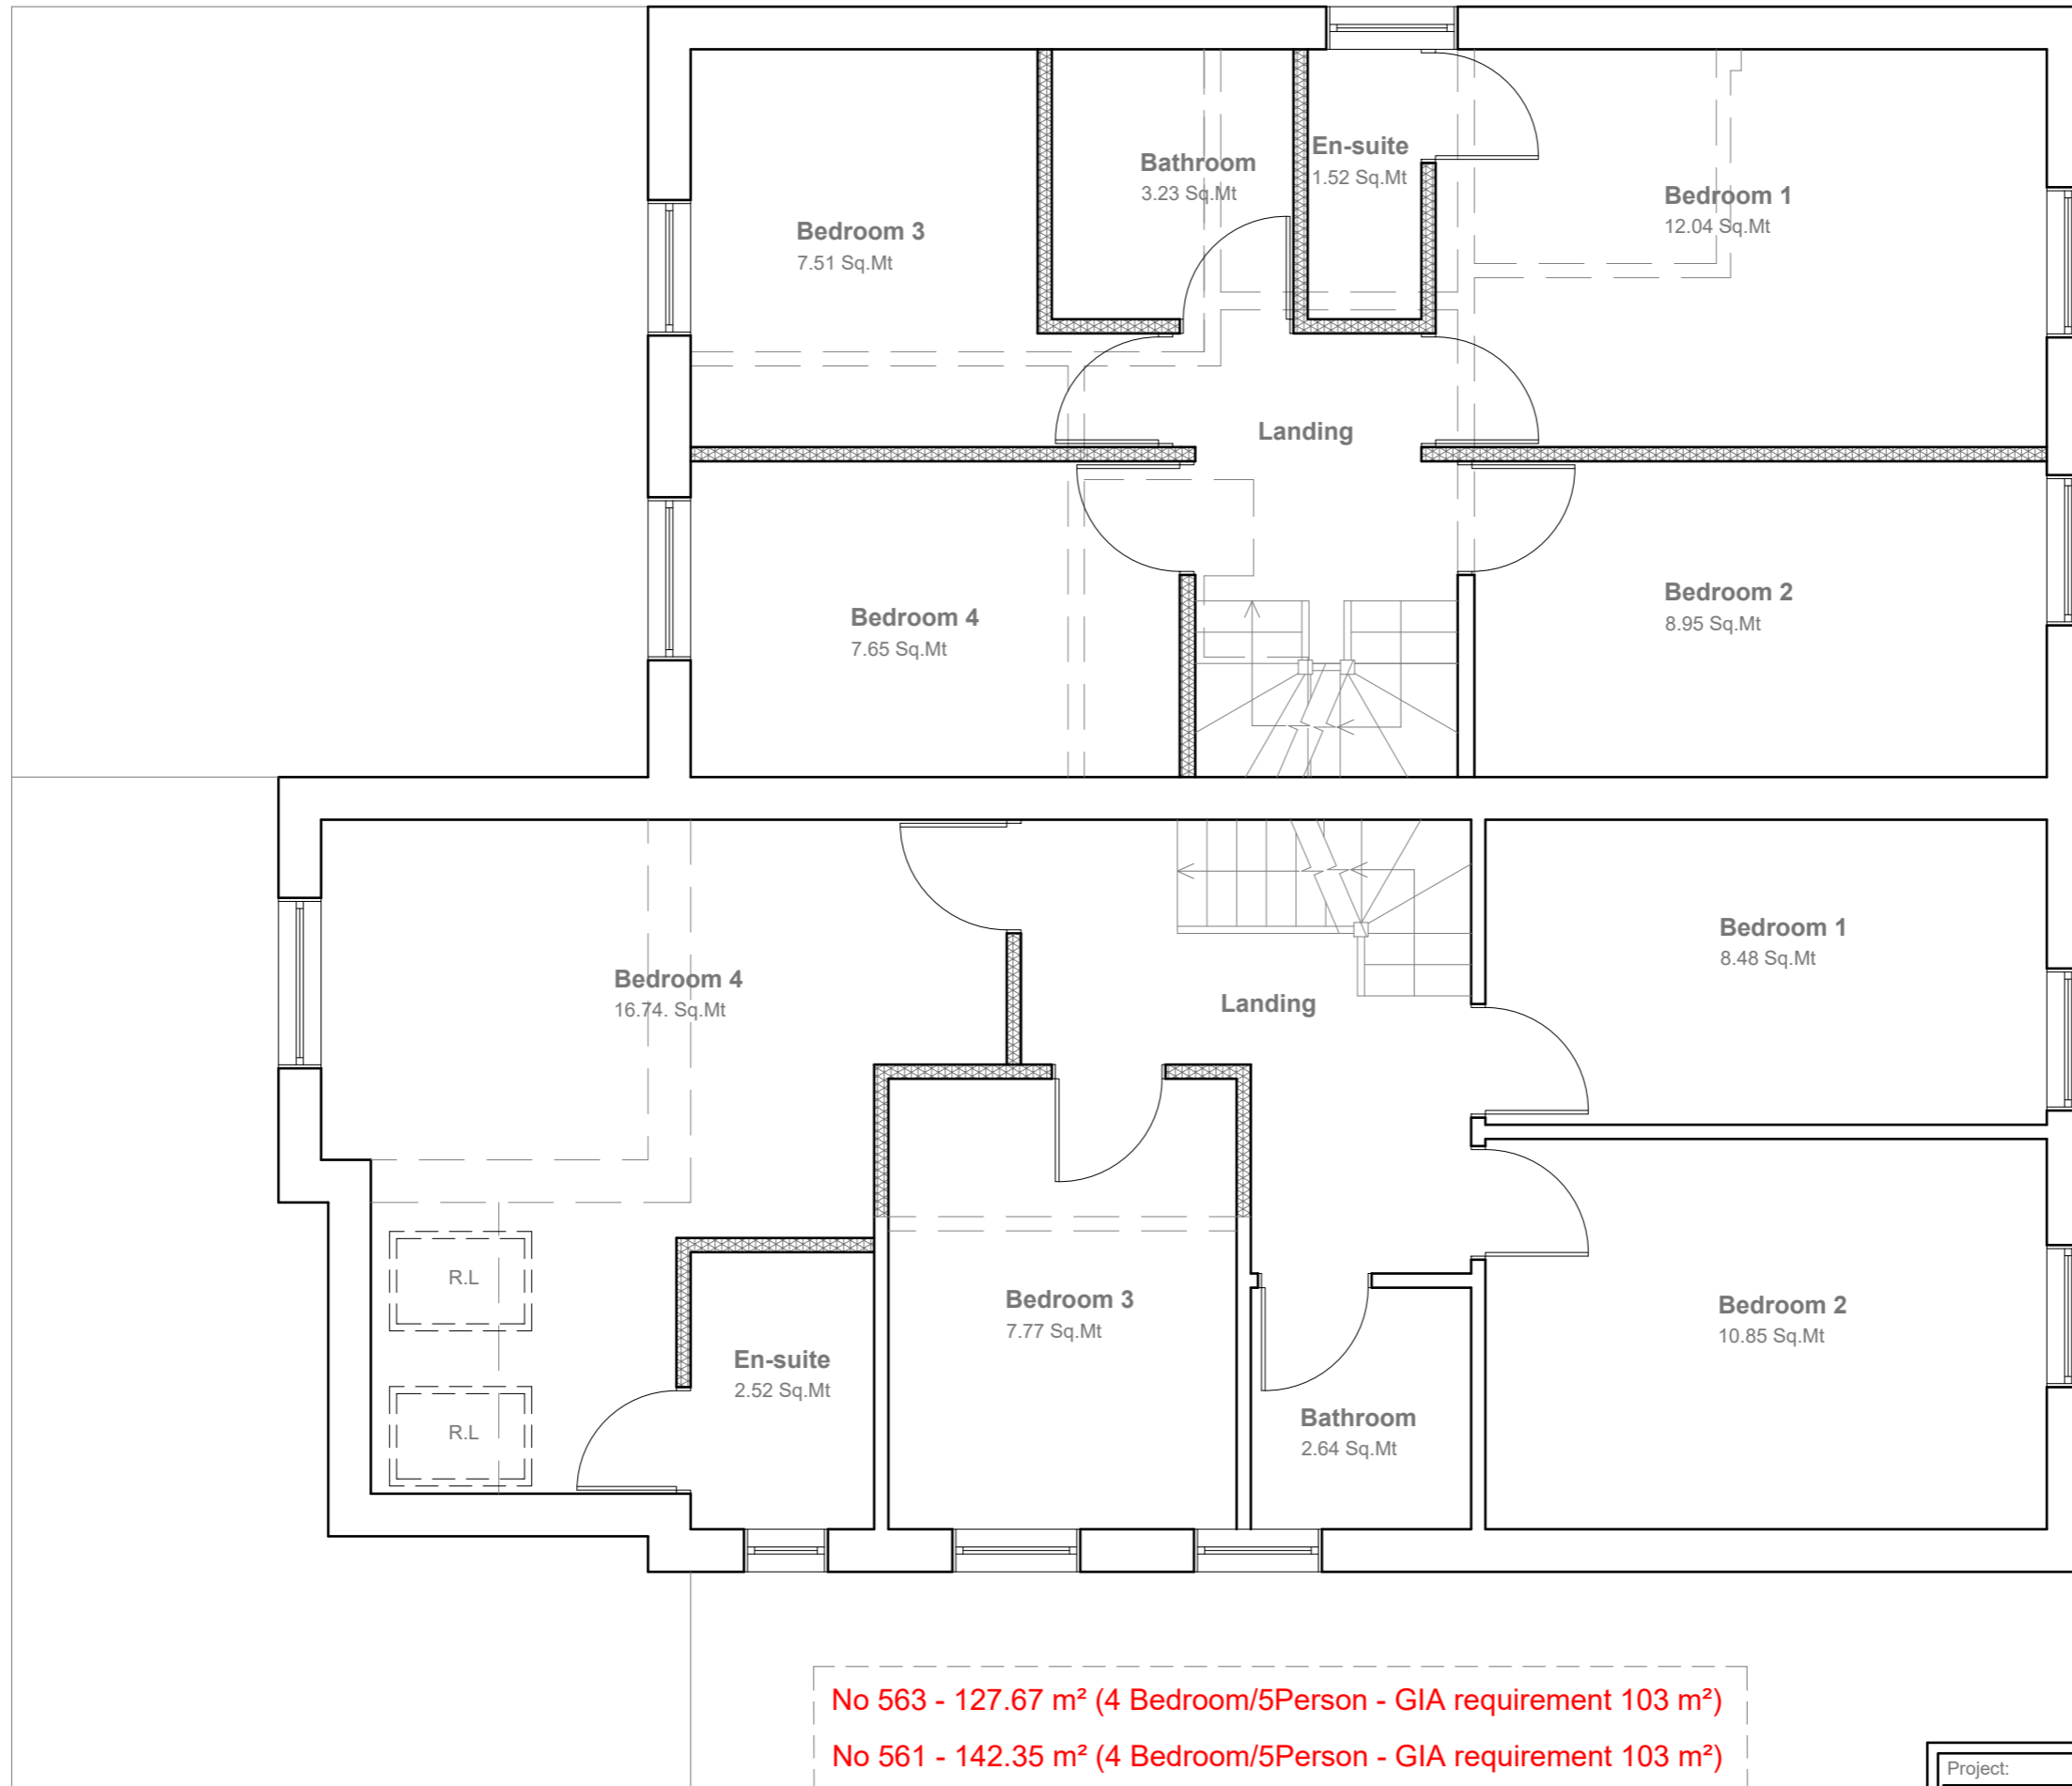 Bedroom 3
7.51 Sq.Mt
Bathroom
3.23 Sq.Mt
En-suite
1.52 Sq.Mt
Bedroom 1
12.04 Sq.Mt
Landing
Bedroom 4
7.65 Sq.Mt
Bedroom 2
8.95 Sq.Mt
Bedroom 4
16.74. Sq.Mt
Landing
Bedroom 1
8.48 Sq.Mt
R.L
R.L
En-suite
2.52 Sq.Mt
Bedroom 3
7.77 Sq.Mt
Bathroom
2.64 Sq.Mt
Bedroom 2
10.85 Sq.Mt
No 563 - 127.67 m² (4 Bedroom/5Person - GIA requirement 103 m²)
No 561 - 142.35 m² (4 Bedroom/5Person - GIA requirement 103 m²)
Project: